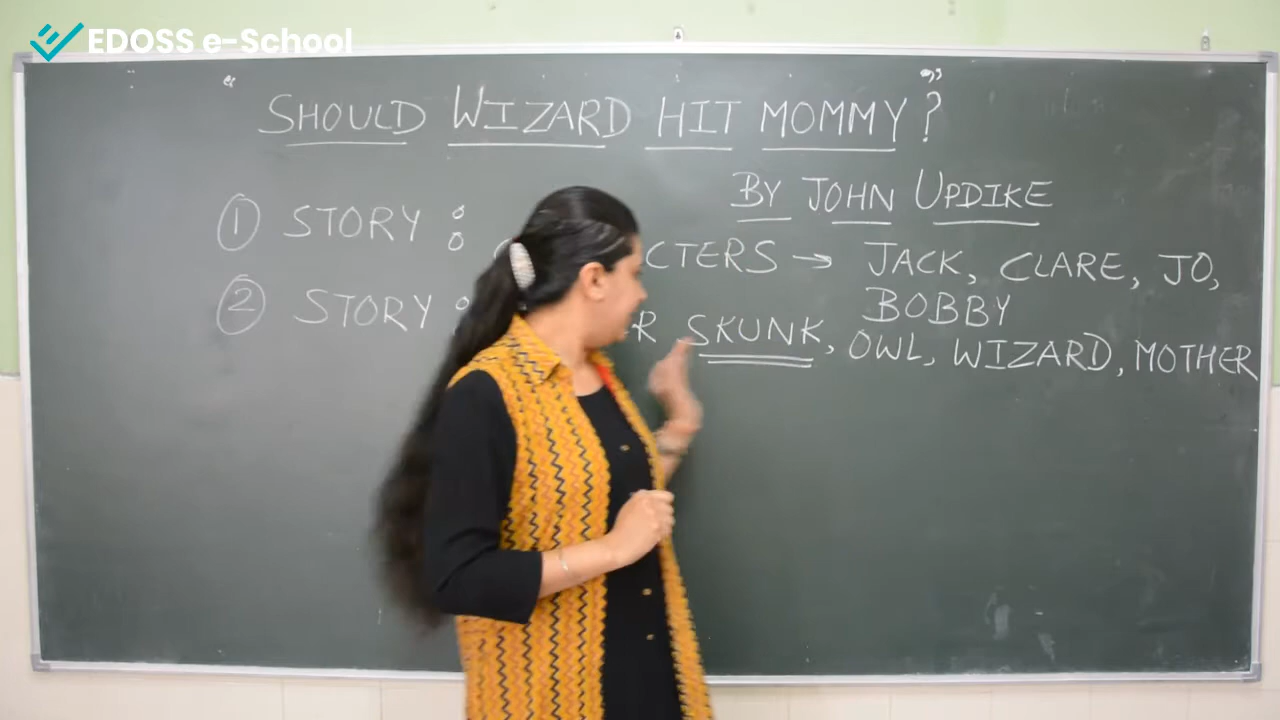 EDOSS e-School
SHOULD WIZARD HIT MOMMY?
BY JOHN UPDIKE
① STORY : CTERS → JACK, CLARE, JO,
BOBBY
② STORY : R SKUNK, OWL, WIZARD, MOTHER